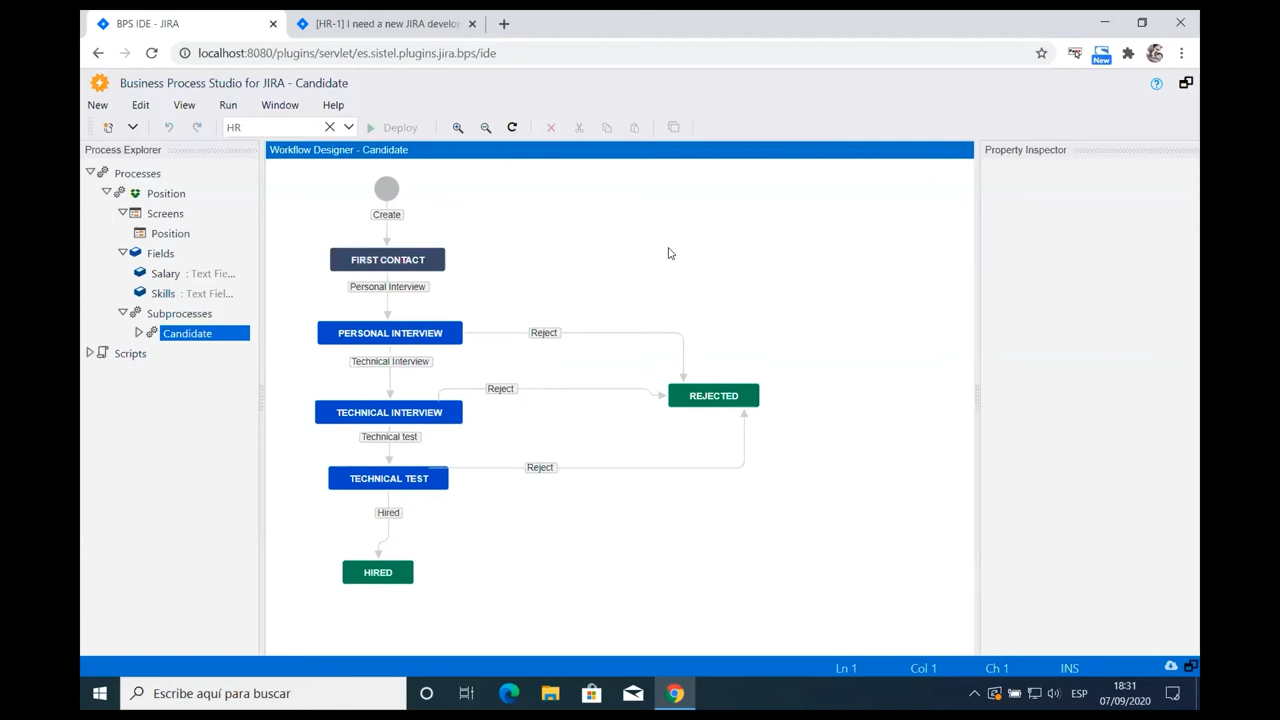 BPS IDE - JIRA
[HR-1] I need a new JIRA develo
localhost:8080/plugins/servlet/es.sistel.plugins.jira.bps/ide
New
Business Process Studio for JIRA - Candidate
New Edit View Run Window Help
HR
Deploy
Process Explorer
Workflow Designer - Candidate
Property Inspector
Processes
Position
Screens
Position
Fields
Salary : Text Fie...
Skills : Text Fiel...
Subprocesses
Candidate
Scripts
Create
FIRST CONTACT
Personal Interview
PERSONAL INTERVIEW
Reject
Technical Interview
Reject
REJECTED
TECHNICAL INTERVIEW
Technical test
Reject
TECHNICAL TEST
Hired
HIRED
Ln 1 Col 1 Ch 1 INS
Escribe aquí para buscar
ESP
18:31
07/09/2020